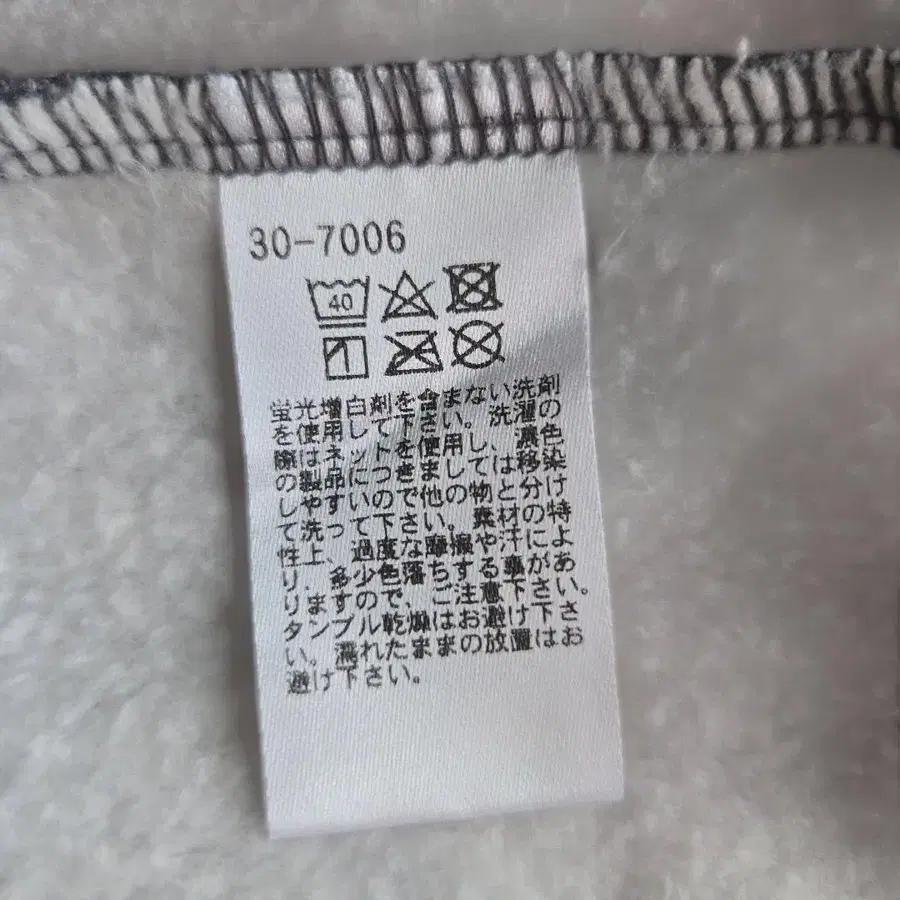 30-7006
40
蛍光増白剤を含まない洗剤
を使用して下さい。洗濯の
際はネットを使用し、濃色
の製品につきましては移染
しやすいので他の物と分け
て洗って下さい。素材の特
性上、過度な摩擦や汗によ
り、多少色落ちする事があ
りますので、ご注意下さい。
タンブル乾燥はお避け下さ
い。濡れたままの放置はお
避け下さい。